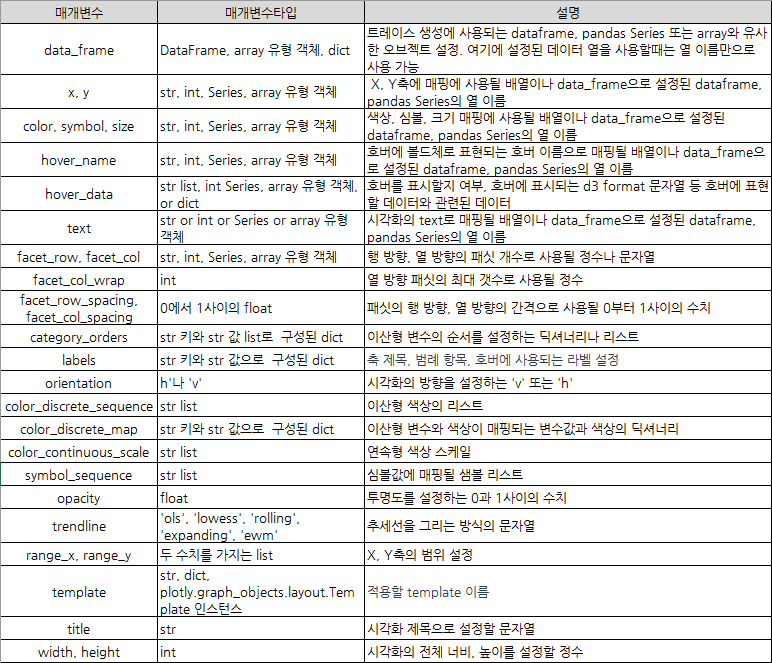 매개변수 매개변수타입 설명
data_frame
DataFrame, array 유형 객체, dict
트레이스 생성에 사용되는 dataframe, pandas Series 또는 array와 유사
한 오브젝트 설정. 여기에 설정된 데이터 열을 사용할때는 열 이름만으로
사용 가능
x, y
str, int, Series, array 유형 객체
X, Y축에 매핑에 사용될 배열이나 data_frame으로 설정된 dataframe,
pandas Series의 열 이름
color, symbol, size
str, int, Series, array 유형 객체
색상, 심볼, 크기 매핑에 사용될 배열이나 data_frame으로 설정된
dataframe, pandas Series의 열 이름
hover_name
str, int, Series, array 유형 객체
호버에 볼드체로 표현되는 호버 이름으로 매핑될 배열이나 data_frame으
로 설정된 dataframe, pandas Series의 열 이름
hover_data
str list, int Series, array 유형 객체,
or dict
호버를 표시할지 여부, 호버에 표시되는 d3 format 문자열 등 호버에 표현
할 데이터와 관련된 데이터
text
str or int or Series or array 유형
객체
시각화의 text로 매핑될 배열이나 data_frame으로 설정된 dataframe,
pandas Series의 열 이름
facet_row, facet_col
str, int, Series, array 유형 객체
행 방향, 열 방향의 패싯 개수로 사용될 정수나 문자열
facet_col_wrap
int
열 방향 패싯의 최대 갯수로 사용될 정수
facet_row_spacing,
facet_col_spacing
0에서 1사이의 float
패싯의 행 방향, 열 방향의 간격으로 사용될 0부터 1사이의 수치
category_orders
str 키와 str 값 list로 구성된 dict
이산형 변수의 순서를 설정하는 딕셔너리나 리스트
labels
str 키와 str 값으로 구성된 dict
축 제목, 범례 항목, 호버에 사용되는 라벨 설정
orientation
h'나 'v'
시각화의 방향을 설정하는 'v' 또는 'h'
color_discrete_sequence
str list
이산형 색상의 리스트
color_discrete_map
str 키와 str 값으로 구성된 dict
이산형 변수와 색상이 매핑되는 변수값과 색상의 딕셔너리
color_continuous_scale
str list
연속형 색상 스케일
symbol_sequence
str list
심볼값에 매핑될 샘볼 리스트
opacity
float
투명도를 설정하는 0과 1사이의 수치
trendline
'ols', 'lowess', 'rolling',
'expanding', 'ewm'
추세선을 그리는 방식의 문자열
range_x, range_y
두 수치를 가지는 list
X, Y축의 범위 설정
template
str, dict,
plotly.graph_objects.layout.Tem
plate 인스턴스
적용할 template 이름
title
str
시각화 제목으로 설정할 문자열
width, height
int
시각화의 전체 너비, 높이를 설정할 정수